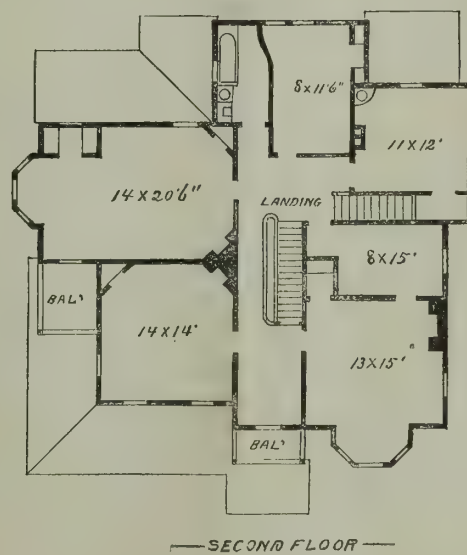 8X11'6"
11X12'
14X20'6"
LANDING
8X15'
BAL'
14X14'
13X15'
BAL'
SECOND FLOOR